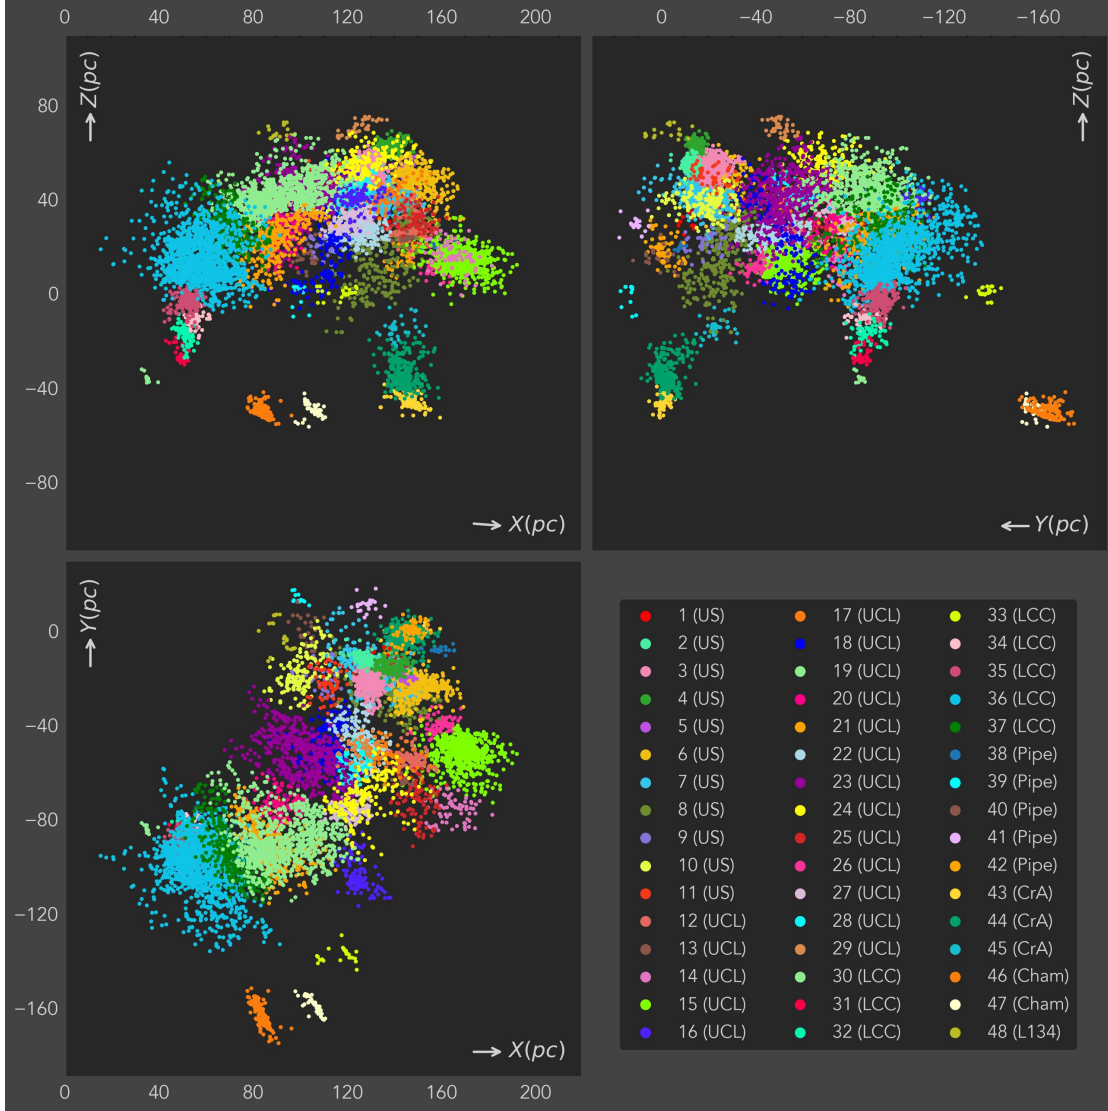 0 40 80 120 160 200 0 −40 −80 −120 −160
→ Z(pc)
→ Z(pc)
80
40
0
−40
−80
→ X(pc)
← Y(pc)
→ Y(pc)
0
−40
−80
−120
−160
→ X(pc)
0 40 80 120 160 200
1 (US) 17 (UCL) 33 (LCC)
2 (US) 18 (UCL) 34 (LCC)
3 (US) 19 (UCL) 35 (LCC)
4 (US) 20 (UCL) 36 (LCC)
5 (US) 21 (UCL) 37 (LCC)
6 (US) 22 (UCL) 38 (Pipe)
7 (US) 23 (UCL) 39 (Pipe)
8 (US) 24 (UCL) 40 (Pipe)
9 (US) 25 (UCL) 41 (Pipe)
10 (US) 26 (UCL) 42 (Pipe)
11 (US) 27 (UCL) 43 (CrA)
12 (UCL) 28 (UCL) 44 (CrA)
13 (UCL) 29 (UCL) 45 (CrA)
14 (UCL) 30 (LCC) 46 (Cham)
15 (UCL) 31 (LCC) 47 (Cham)
16 (UCL) 32 (LCC) 48 (L134)